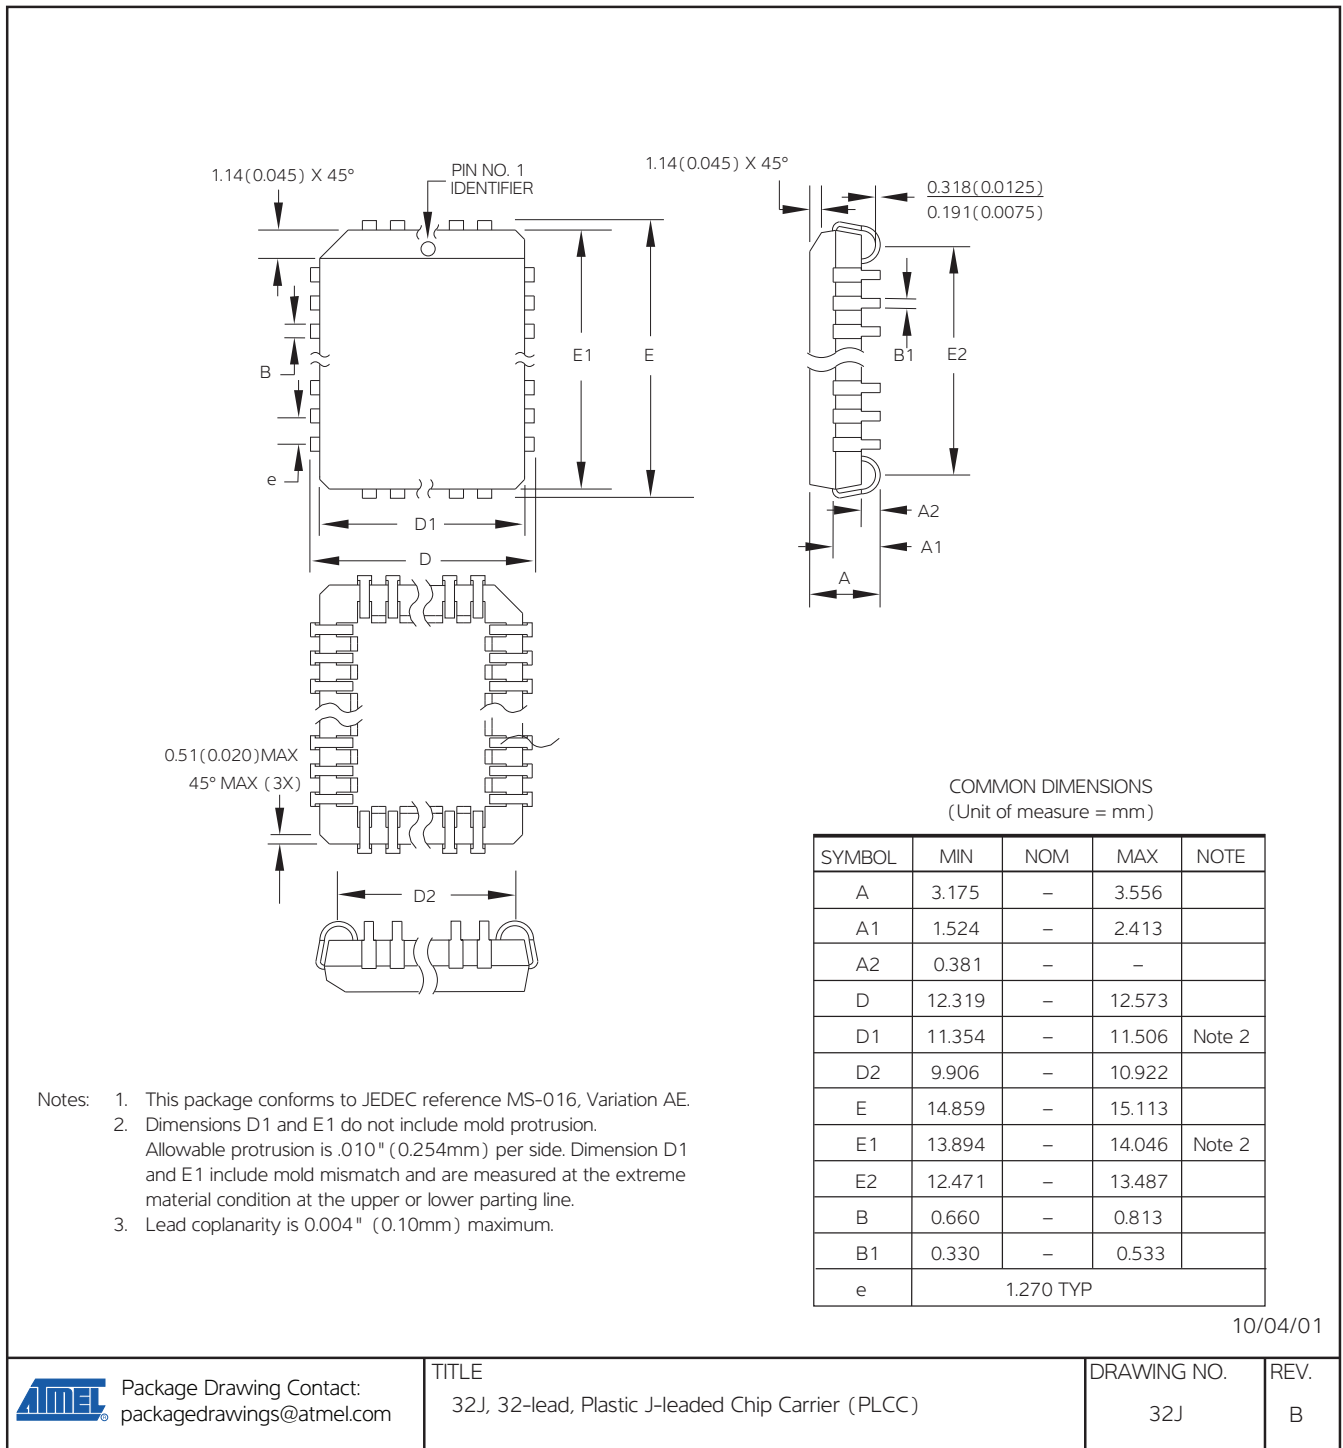 1.14(0.045) X 45°
PIN NO. 1
IDENTIFIER
1.14(0.045) X 45°
0.318(0.0125)
0.191(0.0075)
B
e
E1
E
D1
D
B1
E2
A2
A1
A
0.51(0.020)MAX
45° MAX (3X)
D2
COMMON DIMENSIONS
(Unit of measure = mm)
SYMBOL MIN NOM MAX NOTE
A 3.175 – 3.556
A1 1.524 – 2.413
A2 0.381 – –
D 12.319 – 12.573
D1 11.354 – 11.506 Note 2
D2 9.906 – 10.922
E 14.859 – 15.113
E1 13.894 – 14.046 Note 2
E2 12.471 – 13.487
B 0.660 – 0.813
B1 0.330 – 0.533
e 1.270 TYP
Notes: 1. This package conforms to JEDEC reference MS-016, Variation AE.
2. Dimensions D1 and E1 do not include mold protrusion.
Allowable protrusion is .010"(0.254mm) per side. Dimension D1
and E1 include mold mismatch and are measured at the extreme
material condition at the upper or lower parting line.
3. Lead coplanarity is 0.004" (0.10mm) maximum.
10/04/01
ATMEL ®
Package Drawing Contact:
packagedrawings@atmel.com
TITLE
32J, 32-lead, Plastic J-leaded Chip Carrier (PLCC)
DRAWING NO.
32J
REV.
B